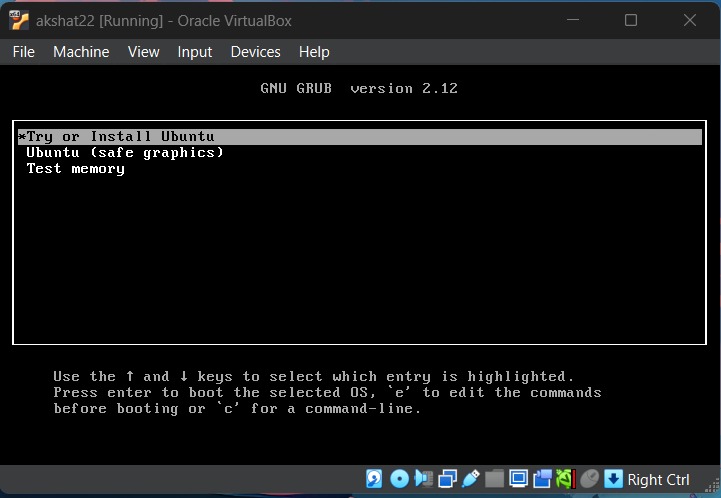 akshat22 [Running] - Oracle VirtualBox
File Machine View Input Devices Help
GNU GRUB version 2.12
*Try or Install Ubuntu
Ubuntu (safe graphics)
Test memory
Use the ↑ and ↓ keys to select which entry is highlighted.
Press enter to boot the selected OS, `e' to edit the commands
before booting or `c' for a command-line.
Right Ctrl